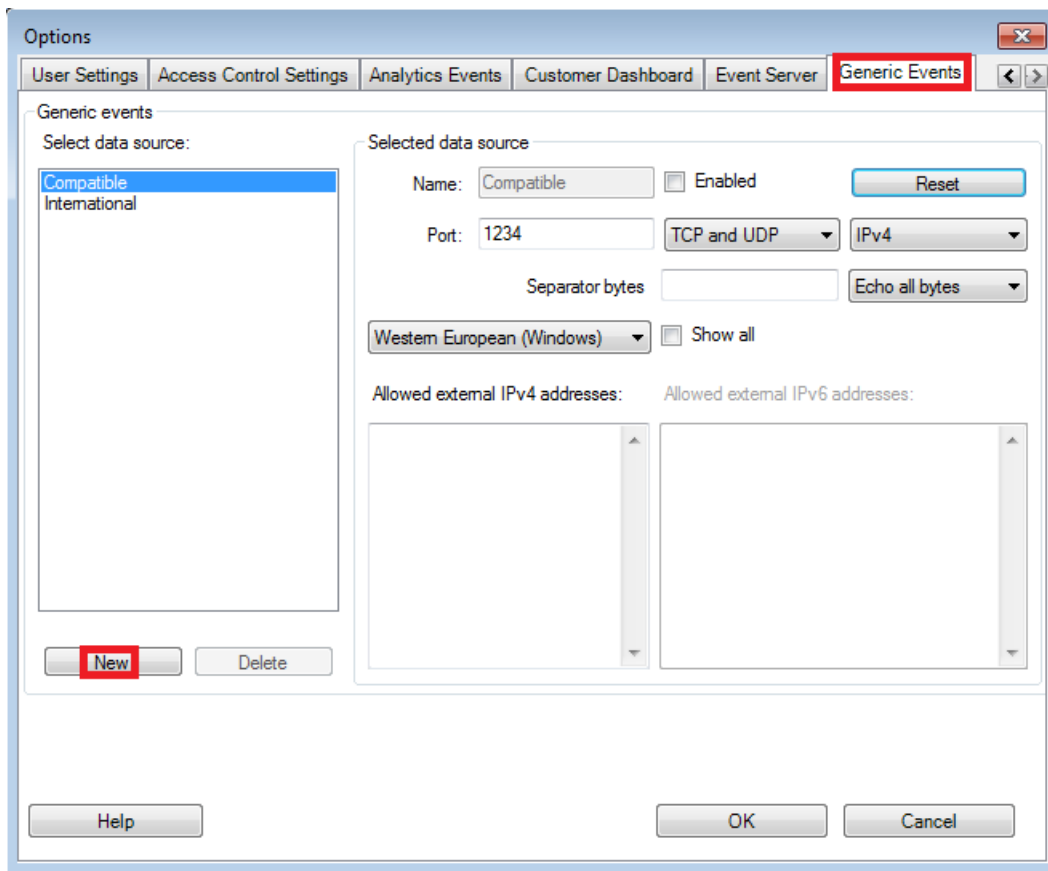 Options
User Settings Access Control Settings Analytics Events Customer Dashboard Event Server Generic Events
Generic events
Select data source:
Compatible
International
New Delete
Selected data source
Name: Compatible Enabled Reset
Port: 1234 TCP and UDP IPv4
Separator bytes Echo all bytes
Western European (Windows) Show all
Allowed external IPv4 addresses: Allowed external IPv6 addresses:
Help OK Cancel